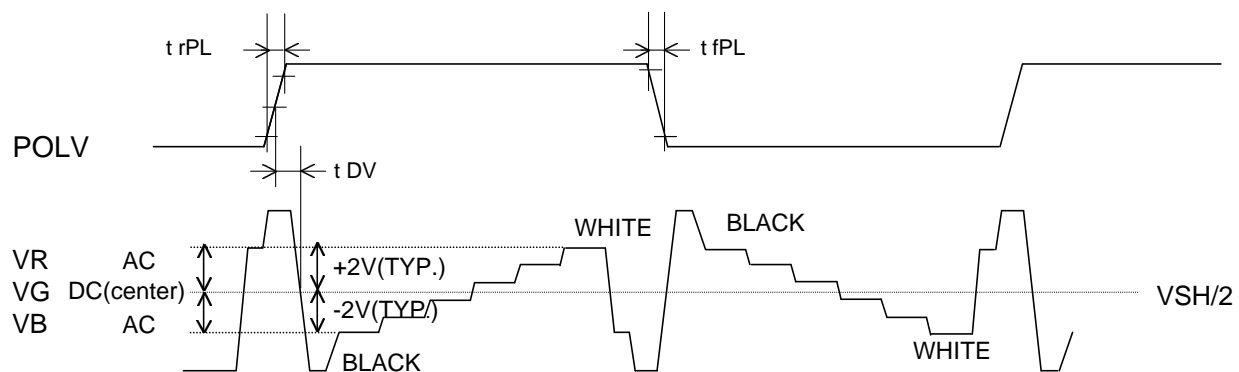 t rPL
t fPL
POLV
t DV
WHITE
BLACK
VR AC
+2V(TYP.)
VG DC(center)
VSH/2
VB AC
-2V(TYP.)
BLACK
WHITE